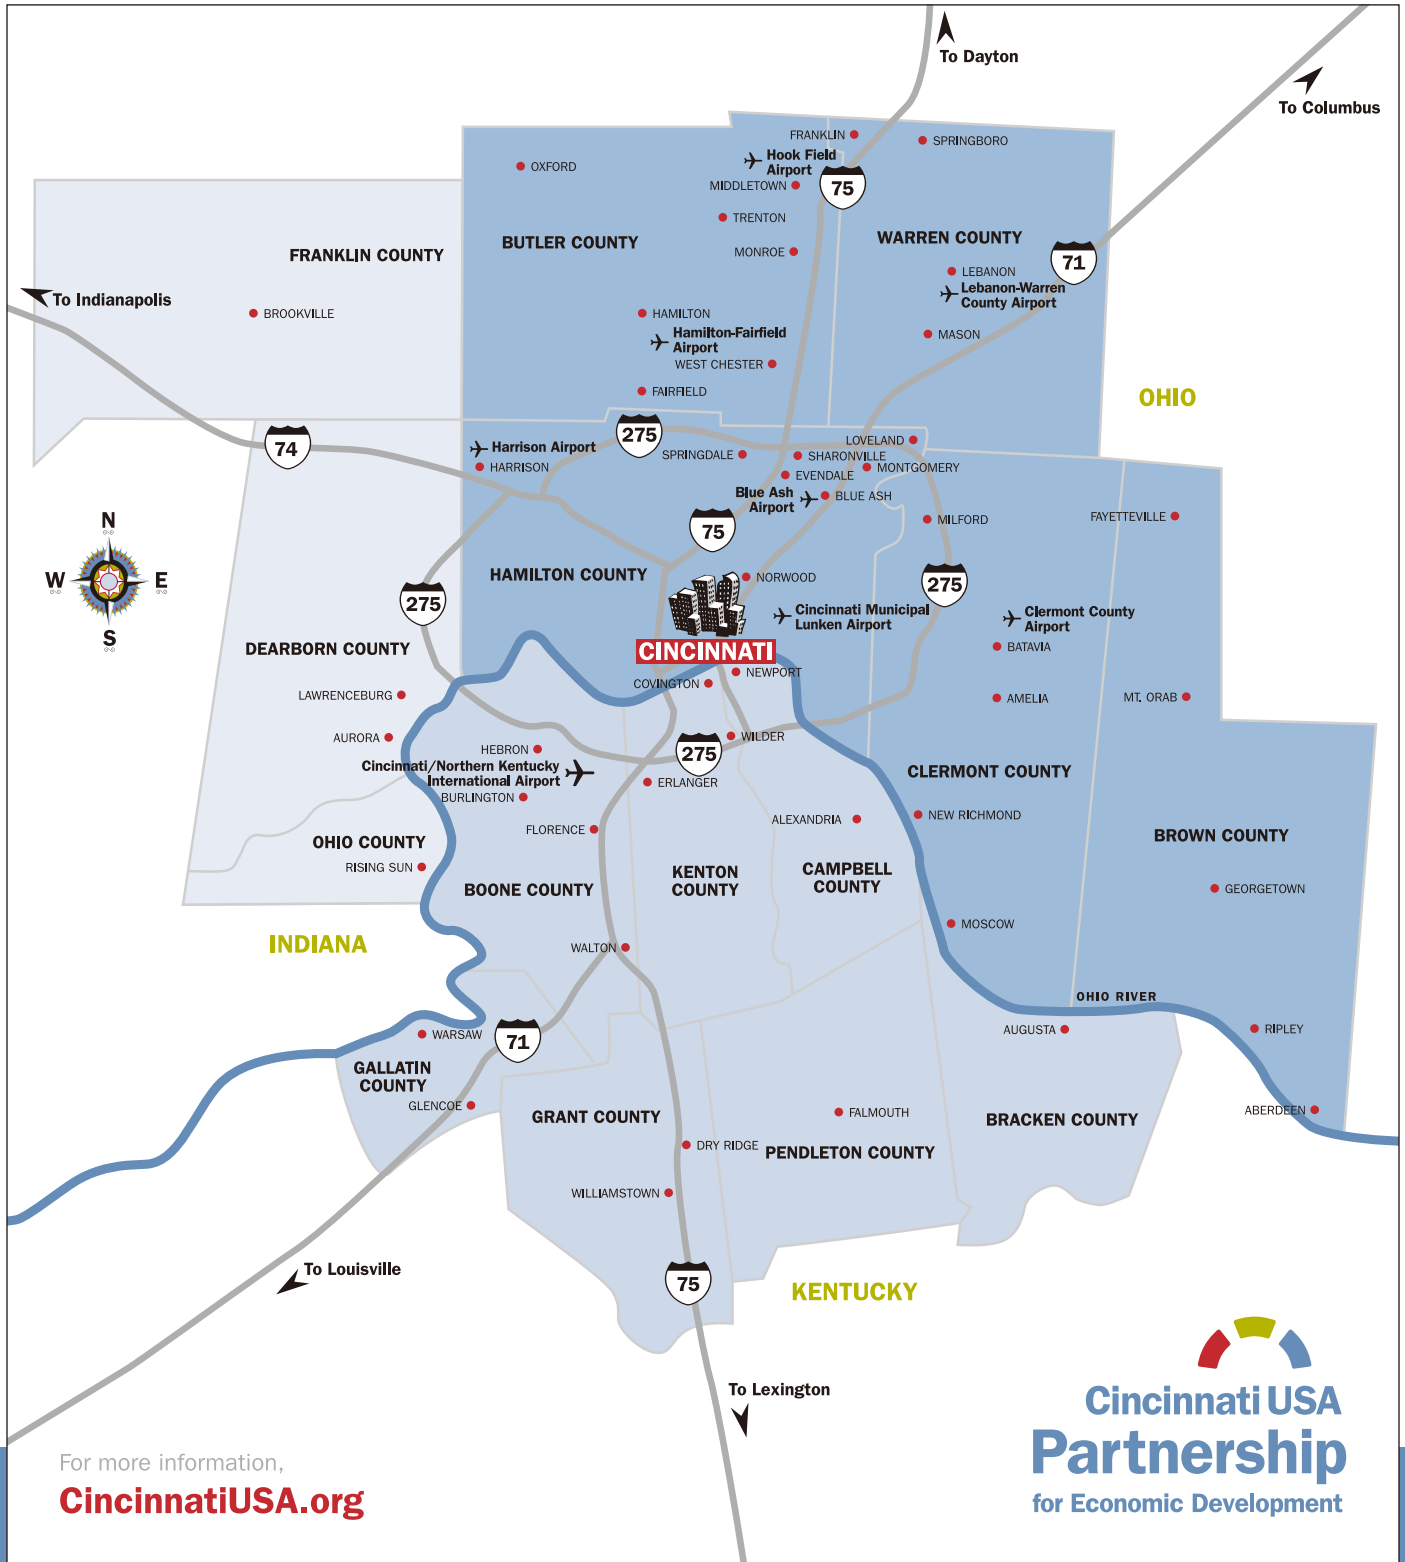 To Dayton
To Columbus
FRANKLIN
SPRINGBORO
Hook Field
Airport
OXFORD
75
MIDDLETOWN
TRENTON
BUTLER COUNTY
WARREN COUNTY
MONROE
FRANKLIN COUNTY
71
LEBANON
Lebanon-Warren
County Airport
To Indianapolis
BROOKVILLE
HAMILTON
Hamilton-Fairfield
Airport
MASON
WEST CHESTER
FAIRFIELD
OHIO
275
74
Harrison Airport
LOVELAND
SPRINGDALE
SHARONVILLE
HARRISON
MONTGOMERY
EVENDALE
Blue Ash
Airport
BLUE ASH
FAYETTEVILLE
MILFORD
75
N
W
E
S
HAMILTON COUNTY
NORWOOD
275
275
Cincinnati Municipal
Lunken Airport
Clermont County
Airport
DEARBORN COUNTY
CINCINNATI
BATAVIA
NEWPORT
COVINGTON
LAWRENCEBURG
AMELIA
MT. ORAB
AURORA
WILDER
HEBRON
275
Cincinnati/Northern Kentucky
International Airport
CLERMONT COUNTY
ERLANGER
BURLINGTON
NEW RICHMOND
ALEXANDRIA
FLORENCE
BROWN COUNTY
OHIO COUNTY
RISING SUN
KENTON
COUNTY
CAMPBELL
COUNTY
BOONE COUNTY
GEORGETOWN
MOSCOW
INDIANA
WALTON
OHIO RIVER
AUGUSTA
RIPLEY
WARSAW
71
GALLATIN
COUNTY
GLENCOE
GRANT COUNTY
FALMOUTH
BRACKEN COUNTY
ABERDEEN
DRY RIDGE
PENDLETON COUNTY
WILLIAMSTOWN
To Louisville
75
KENTUCKY
To Lexington
Cincinnati USA
Partnership
for Economic Development
For more information,
CincinnatiUSA.org